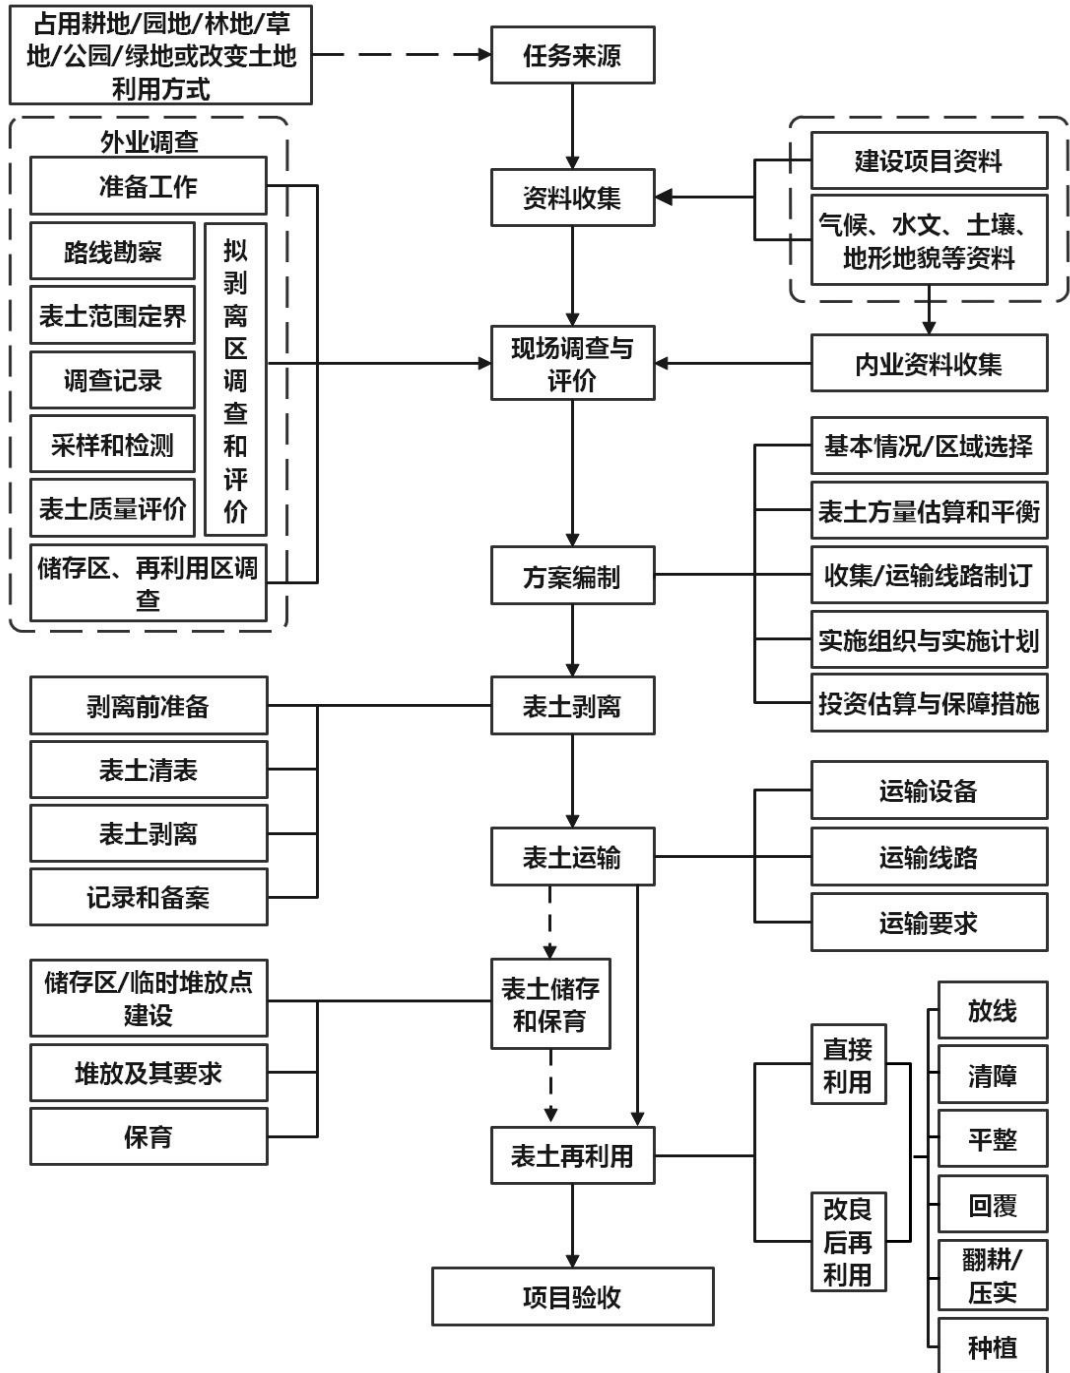 占用耕地/园地/林地/草
地/公园/绿地或改变土地
利用方式
任务来源
外业调查
准备工作
路线勘察
表土范围定界
调查记录
采样和检测
表土质量评价
拟
剥
离
区
调
查
和
评
价
储存区、再利用区调
查
资料收集
建设项目资料
气候、水文、土壤、
地形地貌等资料
现场调查与
评价
内业资料收集
方案编制
基本情况/区域选择
表土方量估算和平衡
收集/运输线路制订
实施组织与实施计划
投资估算与保障措施
表土剥离
剥离前准备
表土清表
表土剥离
记录和备案
表土运输
运输设备
运输线路
运输要求
表土储存
和保育
储存区/临时堆放点
建设
堆放及其要求
保育
表土再利用
直接
利用
改良
后再
利用
放线
清障
平整
回覆
翻耕/
压实
种植
项目验收